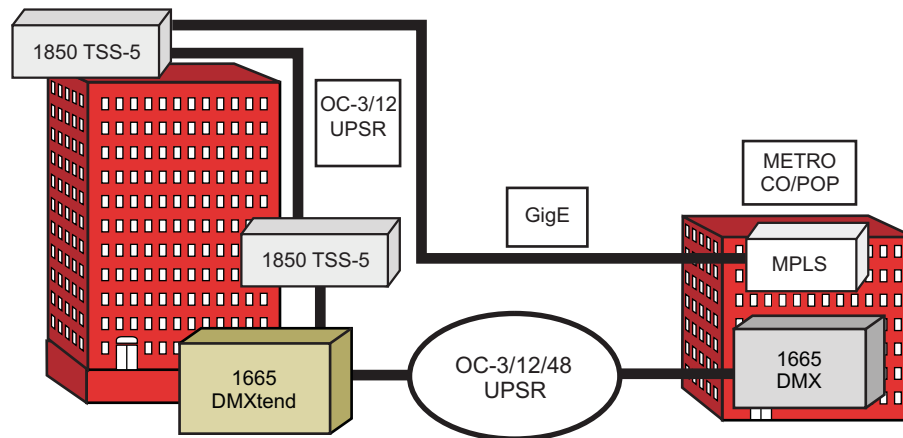 1850 TSS-5
OC-3/12
UPSR
METRO
CO/POP
GigE
1850 TSS-5
MPLS
1665
DMXtend
OC-3/12/48
UPSR
1665
DMX